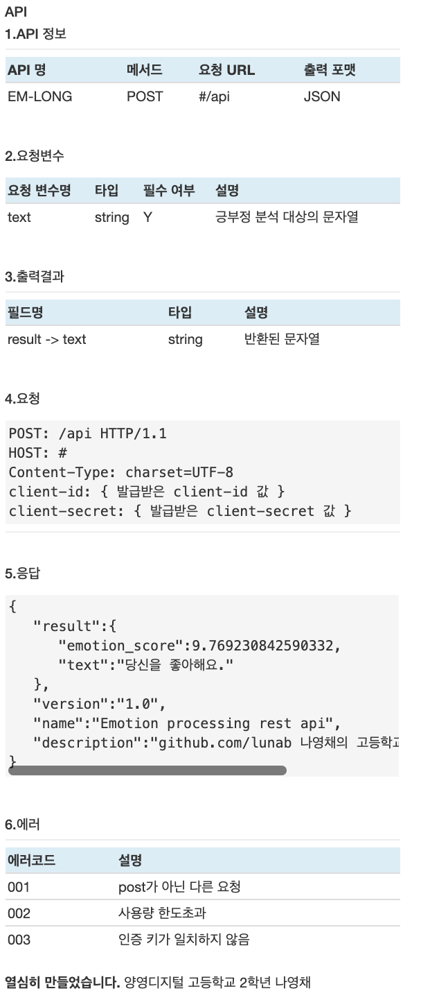 API
1.API 정보
API 명 메서드 요청 URL 출력 포맷
EM-LONG POST #/api JSON
2.요청변수
요청 변수명 타입 필수 여부 설명
text string Y 긍부정 분석 대상의 문자열
3.출력결과
필드명 타입 설명
result -> text string 반환된 문자열
4.요청
POST: /api HTTP/1.1
HOST: #
Content-Type: charset=UTF-8
client-id: { 발급받은 client-id 값 }
client-secret: { 발급받은 client-secret 값 }
5.응답
{
"result":{
"emotion_score":9.769230842590332,
"text":"당신을 좋아해요."
},
"version":"1.0",
"name":"Emotion processing rest api",
"description":"github.com/lunab 나영채의 고등학교
}
6.에러
에러코드 설명
001 post가 아닌 다른 요청
002 사용량 한도초과
003 인증 키가 일치하지 않음
열심히 만들었습니다. 양영디지털 고등학교 2학년 나영채